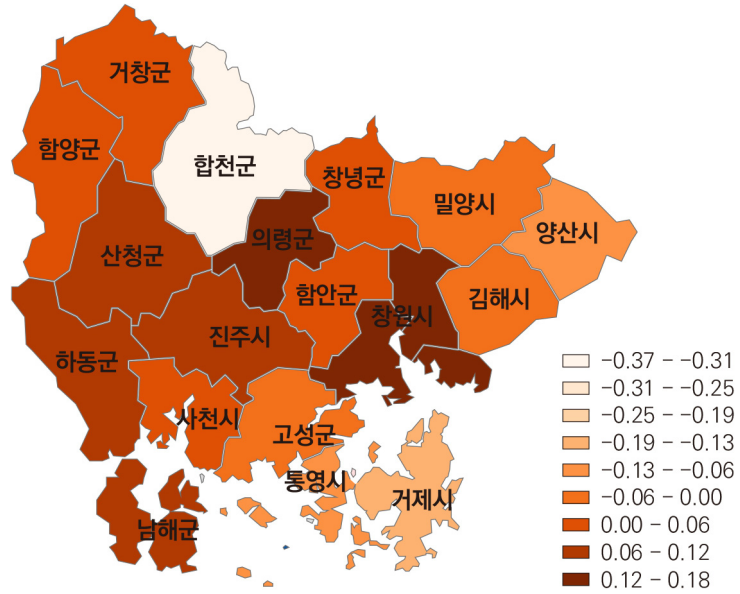 거창군
함양군
합천군
창녕군
밀양시
양산시
의령군
산청군
함안군
김해시
창원시
진주시
하동군
사천시
고성군
통영시
거제시
남해군
−0.37 − −0.31
−0.31 − −0.25
−0.25 − −0.19
−0.19 − −0.13
−0.13 − −0.06
−0.06 − 0.00
0.00 − 0.06
0.06 − 0.12
0.12 − 0.18